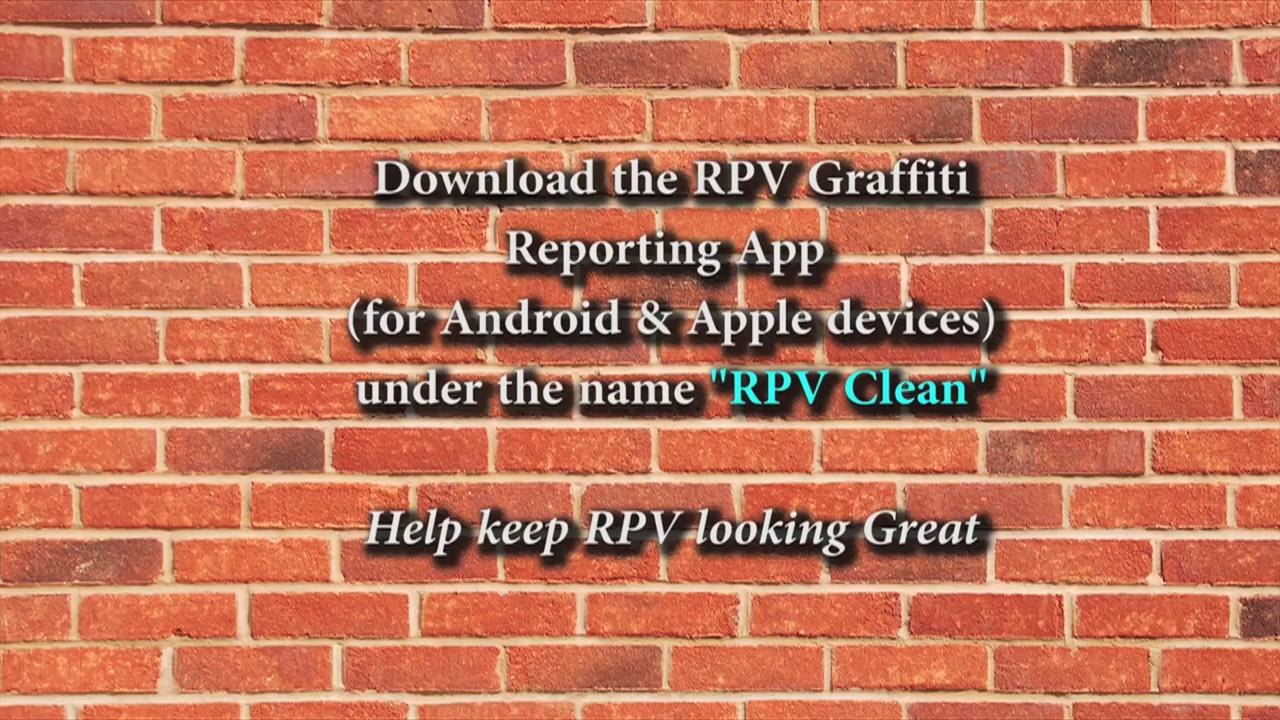 Download the RPV Graffiti
Reporting App
(for Android & Apple devices)
under the name "RPV Clean"
Help keep RPV looking Great